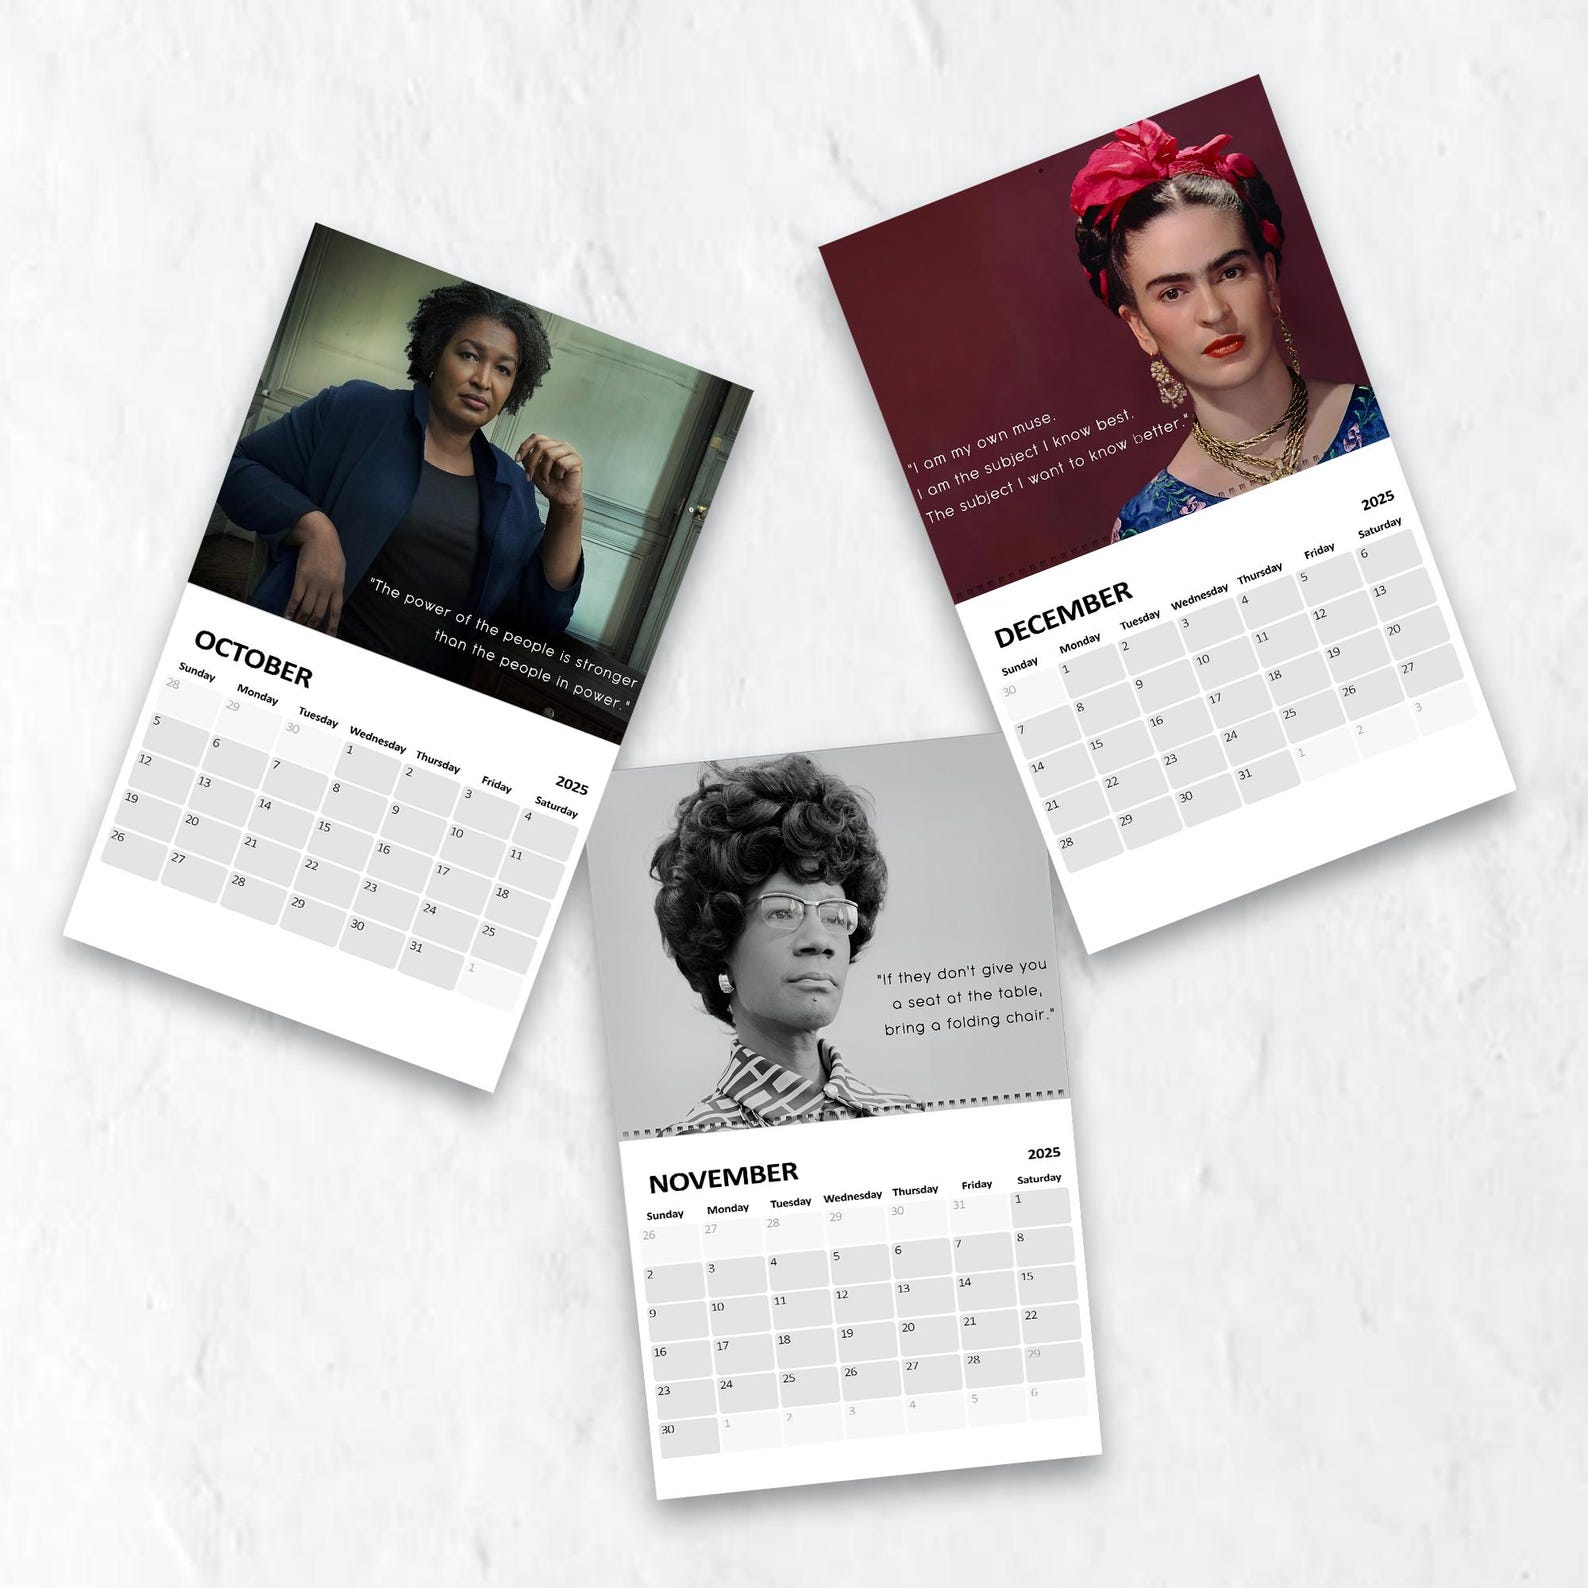 "The power of the people is stronger
than the people in power."
OCTOBER
2025
Sunday Monday Tuesday Wednesday Thursday Friday Saturday
28 29 30 1 2 3 4
5 6 7 8 9 10 11
12 13 14 15 16 17 18
19 20 21 22 23 24 25
26 27 28 29 30 31 1
"I am my own muse.
I am the subject I know best.
The subject I want to know better."
2025
DECEMBER
Sunday Monday Tuesday Wednesday Thursday Friday Saturday
30 1 2 3 4 5 6
7 8 9 10 11 12 13
14 15 16 17 18 19 20
21 22 23 24 25 26 27
28 29 30 31 1 2 3
"If they don't give you
a seat at the table,
bring a folding chair."
NOVEMBER
2025
Sunday Monday Tuesday Wednesday Thursday Friday Saturday
26 27 28 29 30 31 1
2 3 4 5 6 7 8
9 10 11 12 13 14 15
16 17 18 19 20 21 22
23 24 25 26 27 28 29
30 1 2 3 4 5 6